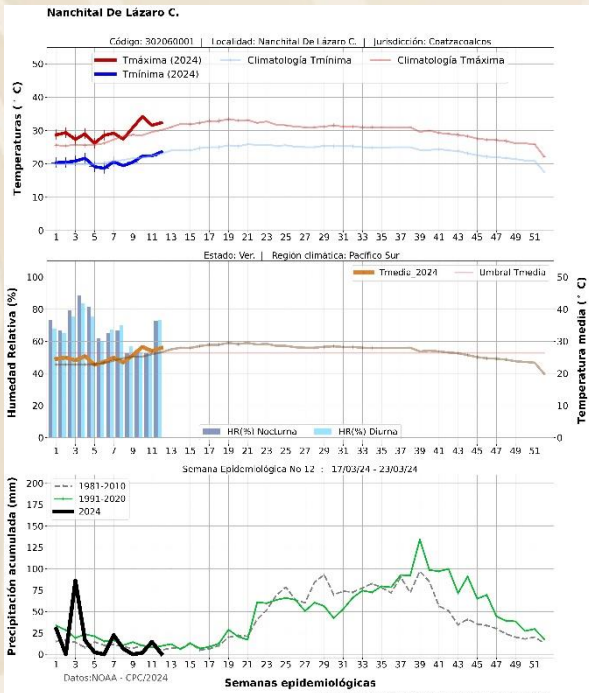 Nanchital De Lázaro C.
Código: 302060001 | Localidad: Nanchital De Lázaro C. | Jurisdicción: Coatzacoalcos
Tmáxima (2024)
Tmínima (2024)
Climatología Tmínima
Climatología Tmáxima
Temperaturas (° C)
50
40
30
20
10
0
1 3 5 7 9 11 13 15 17 19 21 23 25 27 29 31 33 35 37 39 41 43 45 47 49 51
Estado: Ver. | Región climática: Pacífico Sur
Tmedia_2024
Umbral Tmedia
Humedad Relativa (%)
100
80
60
40
20
0
HR(%) Nocturna
HR(%) Diurna
50
40
30
20
10
0
Temperatura media (° C)
1 3 5 7 9 11 13 15 17 19 21 23 25 27 29 31 33 35 37 39 41 43 45 47 49 51
Semana Epidemiológica No 12 : 17/03/24 - 23/03/24
1981-2010
1991-2020
2024
Precipitación acumulada (mm)
200
175
150
125
100
75
50
25
0
1 3 5 7 9 11 13 15 17 19 21 23 25 27 29 31 33 35 37 39 41 43 45 47 49 51
Datos:NOAA - CPC/2024
Semanas epidemiológicas